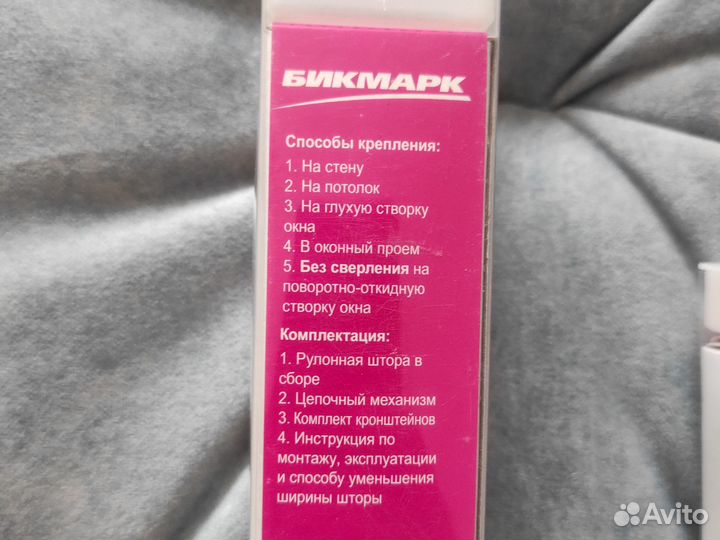 БИКМАРК
Способы крепления:
1. На стену
2. На потолок
3. На глухую створку
окна
4. В оконный проем
5. Без сверления на
поворотно-откидную
створку окна
Комплектация:
1. Рулонная штора в
сборе
2. Цепочный механизм
3. Комплект кронштейнов
4. Инструкция по
монтажу, эксплуатации
и способу уменьшения
ширины шторы
Avito